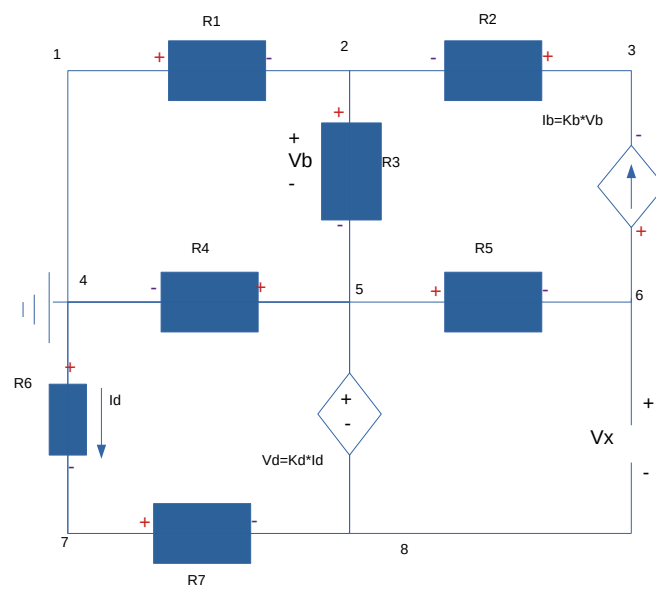 R1
R2
1
2
3
+
-
-
+
Ib=Kb*Vb
+
+
-
Vb
R3
-
-
+
R4
R5
4
5
6
-
+
+
-
+
R6
Id
+
-
+
Vx
-
Vd=Kd*Id
-
+
-
7
8
R7